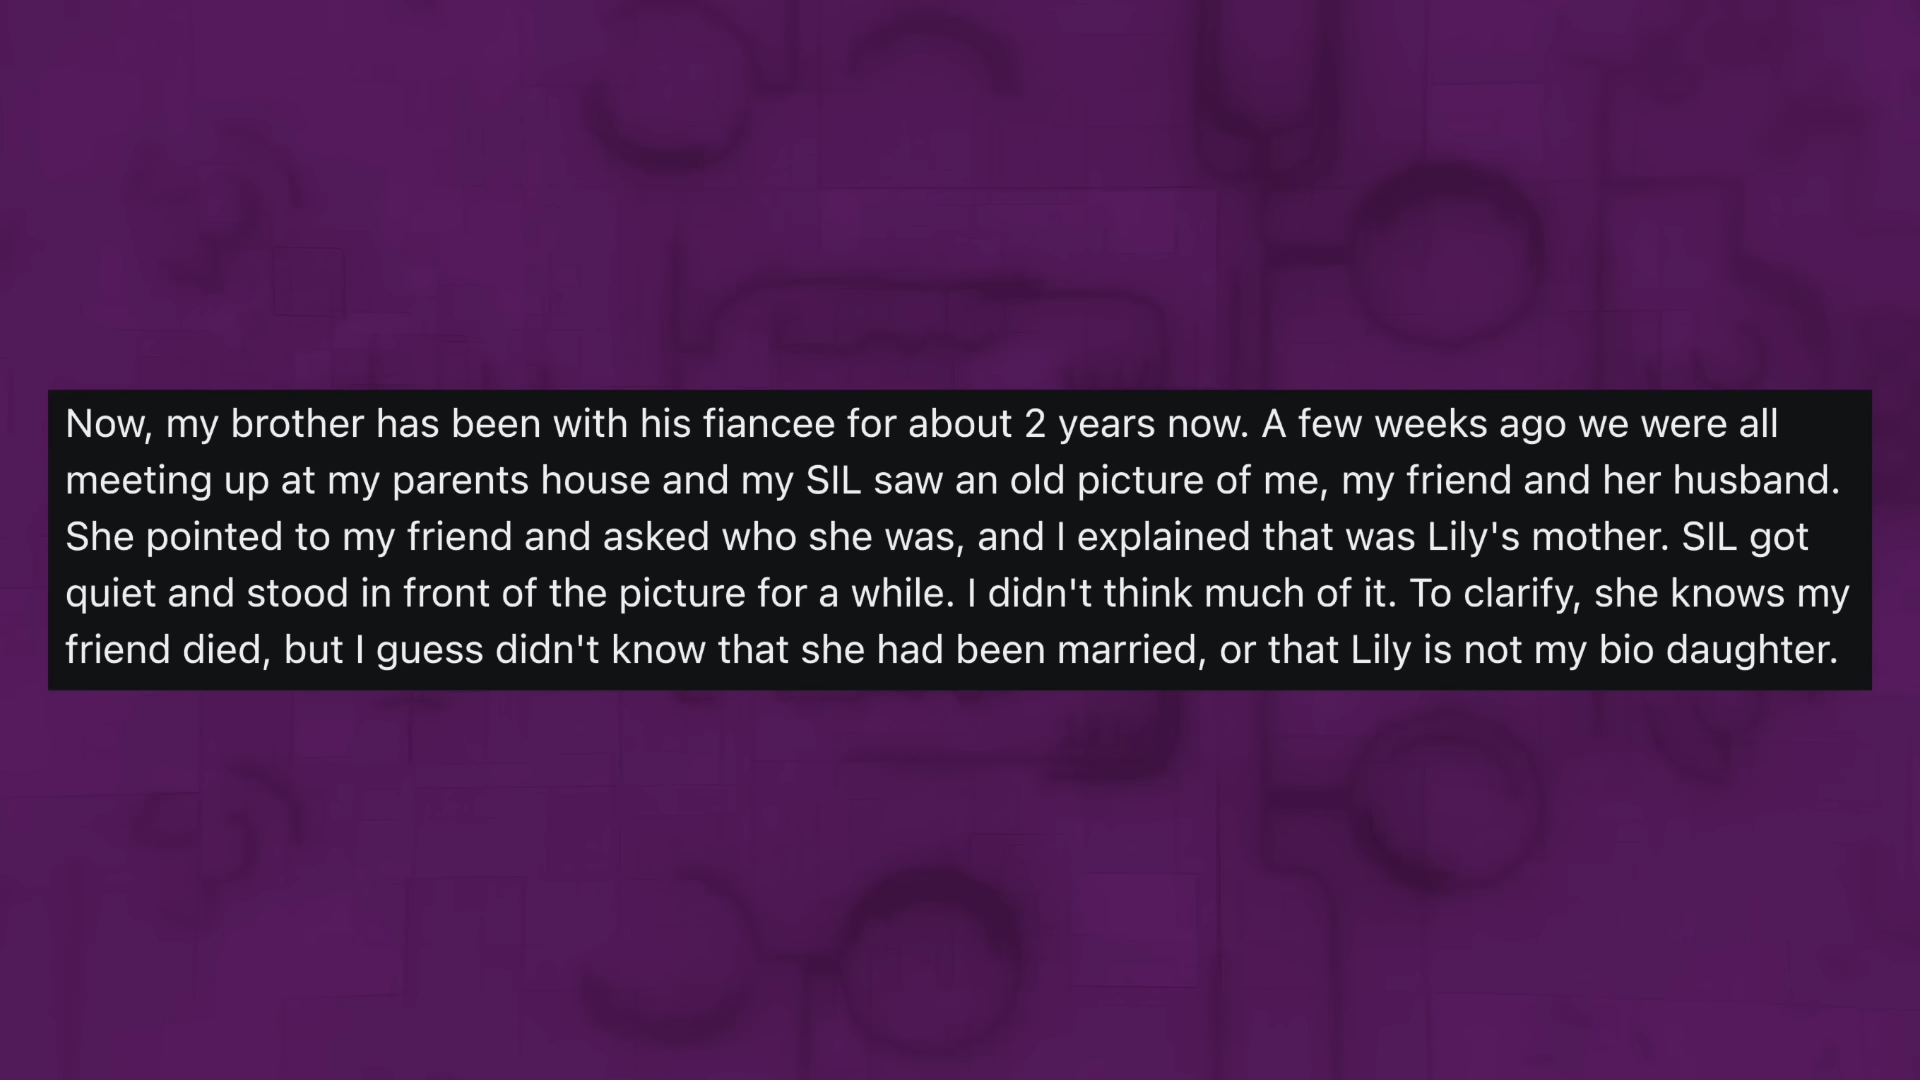 Now, my brother has been with his fiancee for about 2 years now. A few weeks ago we were all
meeting up at my parents house and my SIL saw an old picture of me, my friend and her husband.
She pointed to my friend and asked who she was, and I explained that was Lily's mother. SIL got
quiet and stood in front of the picture for a while. I didn't think much of it. To clarify, she knows my
friend died, but I guess didn't know that she had been married, or that Lily is not my bio daughter.